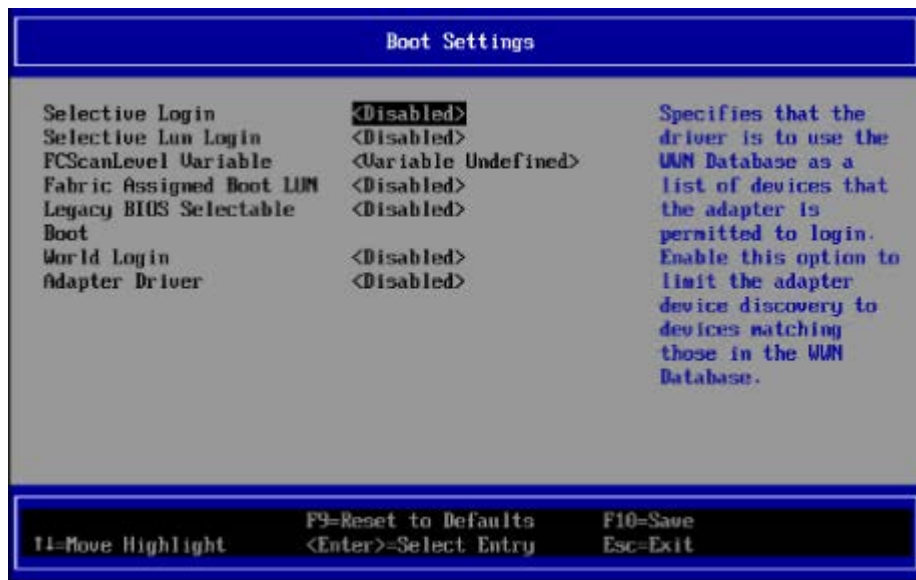 Boot Settings
Selective Login <Disabled>
Selective Lun Login <Disabled>
FCScanLevel Variable <Variable Undefined>
Fabric Assigned Boot LUN <Disabled>
Legacy BIOS Selectable Boot <Disabled>
World Login <Disabled>
Adapter Driver <Disabled>
Specifies that the
driver is to use the
WWN Database as a
list of devices that
the adapter is
permitted to login.
Enable this option to
limit the adapter
device discovery to
devices matching
those in the WWN
Database.
F9=Reset to Defaults F10=Save
↑↓=Move Highlight <Enter>=Select Entry Esc=Exit